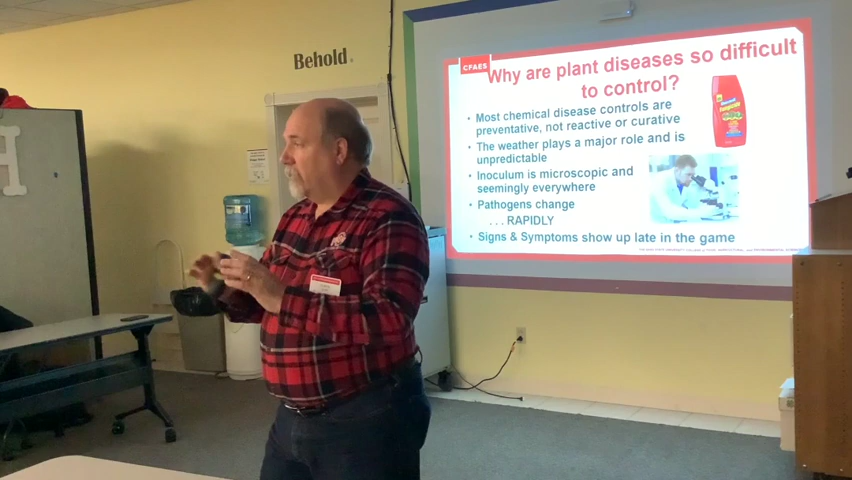 Behold.
CFAES
Why are plant diseases so difficult
to control?
• Most chemical disease controls are
preventative, not reactive or curative
• The weather plays a major role and is
unpredictable
• Inoculum is microscopic and
seemingly everywhere
• Pathogens change
. . . RAPIDLY
• Signs & Symptoms show up late in the game
H